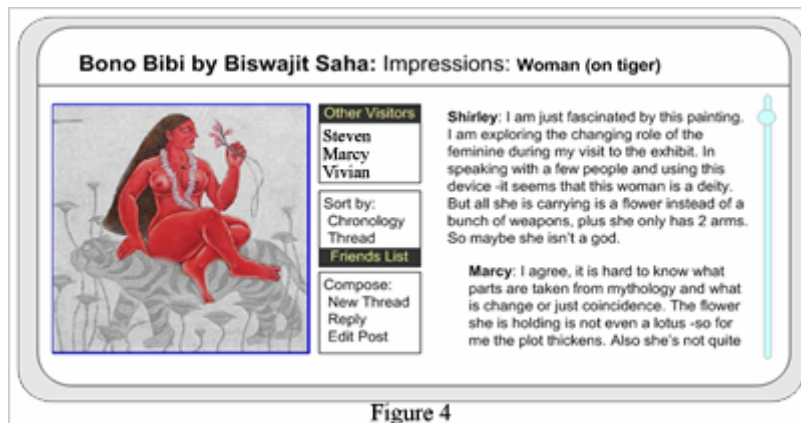 Bono Bibi by Biswajit Saha: Impressions: Woman (on tiger)
Other Visitors
Steven
Marcy
Vivian
Sort by:
Chronology
Thread
Friends List
Compose:
New Thread
Reply
Edit Post
Shirley: I am just fascinated by this painting.
I am exploring the changing role of the
feminine during my visit to the exhibit. In
speaking with a few people and using this
device -it seems that this woman is a deity.
But all she is carrying is a flower instead of a
bunch of weapons, plus she only has 2 arms.
So maybe she isn't a god.
Marcy: I agree, it is hard to know what
parts are taken from mythology and what
is change or just coincidence. The flower
she is holding is not even a lotus -so for
me the plot thickens. Also she's not quite
Figure 4